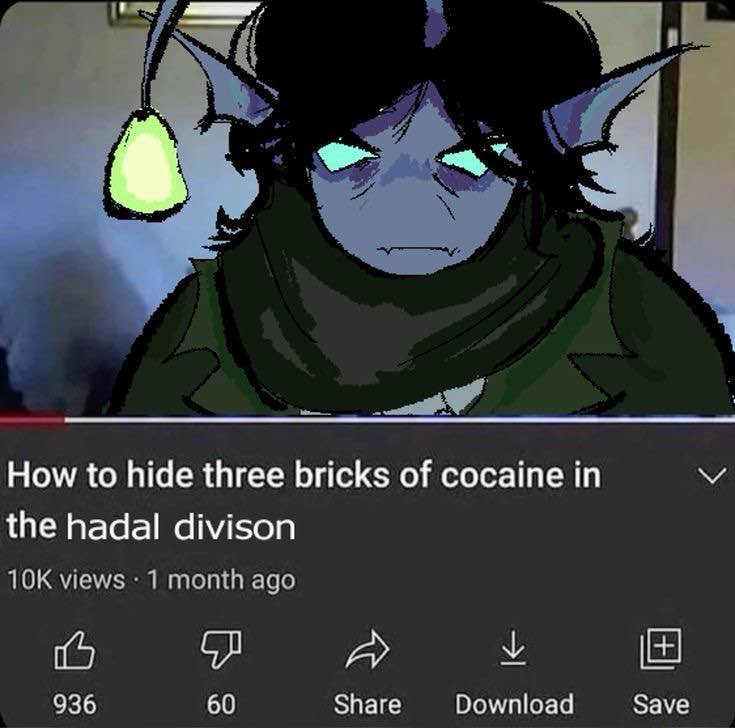 How to hide three bricks of cocaine in
the hadal divison
10K views · 1 month ago
936
60
Share
Download
Save